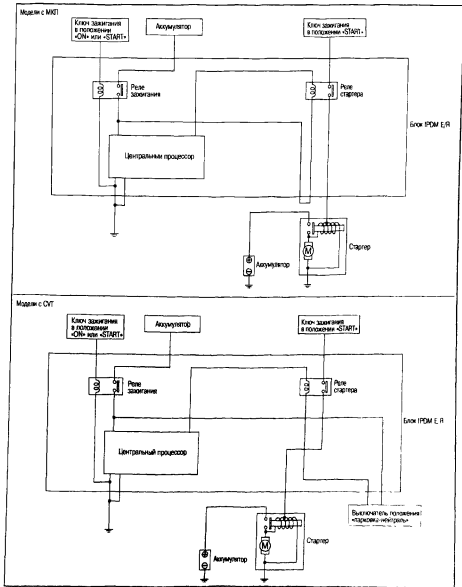 Модели с МКП
Ключ зажигания
в положении
«ON» или «START»
Аккумулятор
Ключ зажигания
в положении «START»
Реле
зажигания
Реле
стартера
Блок IPDM E/R
Центральный процессор
M
Стартер
Аккумулятор
Модели с CVT
Ключ зажигания
в положении
«ON» или «START»
Аккумулятор
Ключ зажигания
в положении «START»
Реле
зажигания
Реле
стартера
Блок IPDM E R
Центральный процессор
Выключатель положения
«парковка-нейтраль»
M
Стартер
Аккумулятор